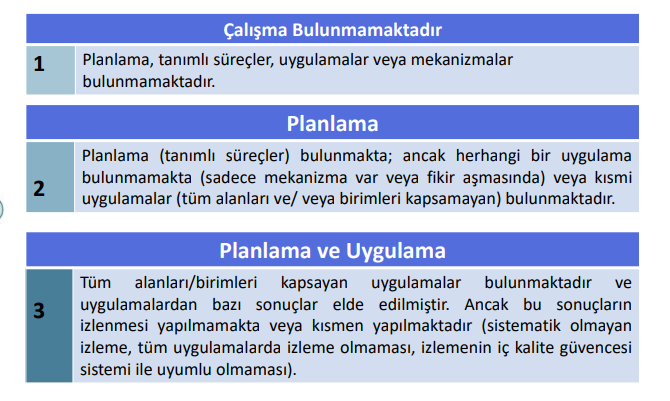 Çalışma Bulunmamaktadır
1
Planlama, tanımlı süreçler, uygulamalar veya mekanizmalar
bulunmamaktadır.
Planlama
2
Planlama (tanımlı süreçler) bulunmakta; ancak herhangi bir uygulama
bulunmamakta (sadece mekanizma var veya fikir aşmasında) veya kısmi
uygulamalar (tüm alanları ve/ veya birimleri kapsamayan) bulunmaktadır.
Planlama ve Uygulama
3
Tüm alanları/birimleri kapsayan uygulamalar bulunmaktadır ve
uygulamalardan bazı sonuçlar elde edilmiştir. Ancak bu sonuçların
izlenmesi yapılmamakta veya kısmen yapılmaktadır (sistematik olmayan
izleme, tüm uygulamalarda izleme olmaması, izlemenin iç kalite güvencesi
sistemi ile uyumlu olmaması).